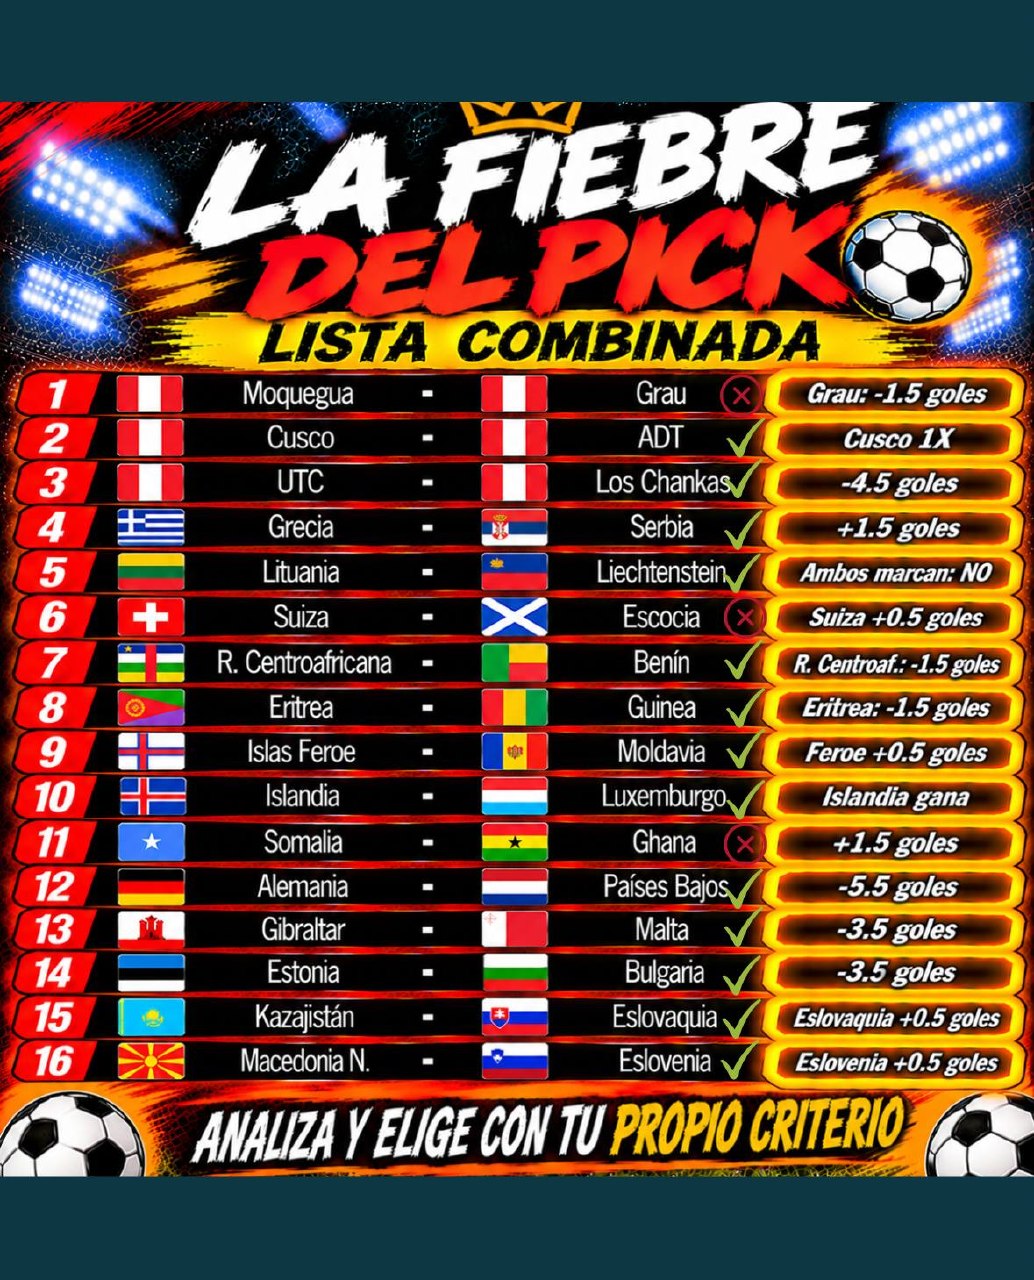 LA FIEBRE
DEL PICK
LISTA COMBINADA
1 Moquegua - Grau Grau: -1.5 goles
2 Cusco - ADT Cusco 1X
3 UTC - Los Chankas -4.5 goles
4 Grecia - Serbia +1.5 goles
5 Lituania - Liechtenstein Ambos marcan: NO
6 Suiza - Escocia Suiza +0.5 goles
7 R. Centroafricana - Benín R. Centroaf.: -1.5 goles
8 Eritrea - Guinea Eritrea: -1.5 goles
9 Islas Feroe - Moldavia Feroe +0.5 goles
10 Islandia - Luxemburgo Islandia gana
11 Somalia - Ghana +1.5 goles
12 Alemania - Países Bajos -5.5 goles
13 Gibraltar - Malta -3.5 goles
14 Estonia - Bulgaria -3.5 goles
15 Kazajistán - Eslovaquia Eslovaquia +0.5 goles
16 Macedonia N. - Eslovenia Eslovenia +0.5 goles
ANALIZA Y ELIGE CON TU PROPIO CRITERIO